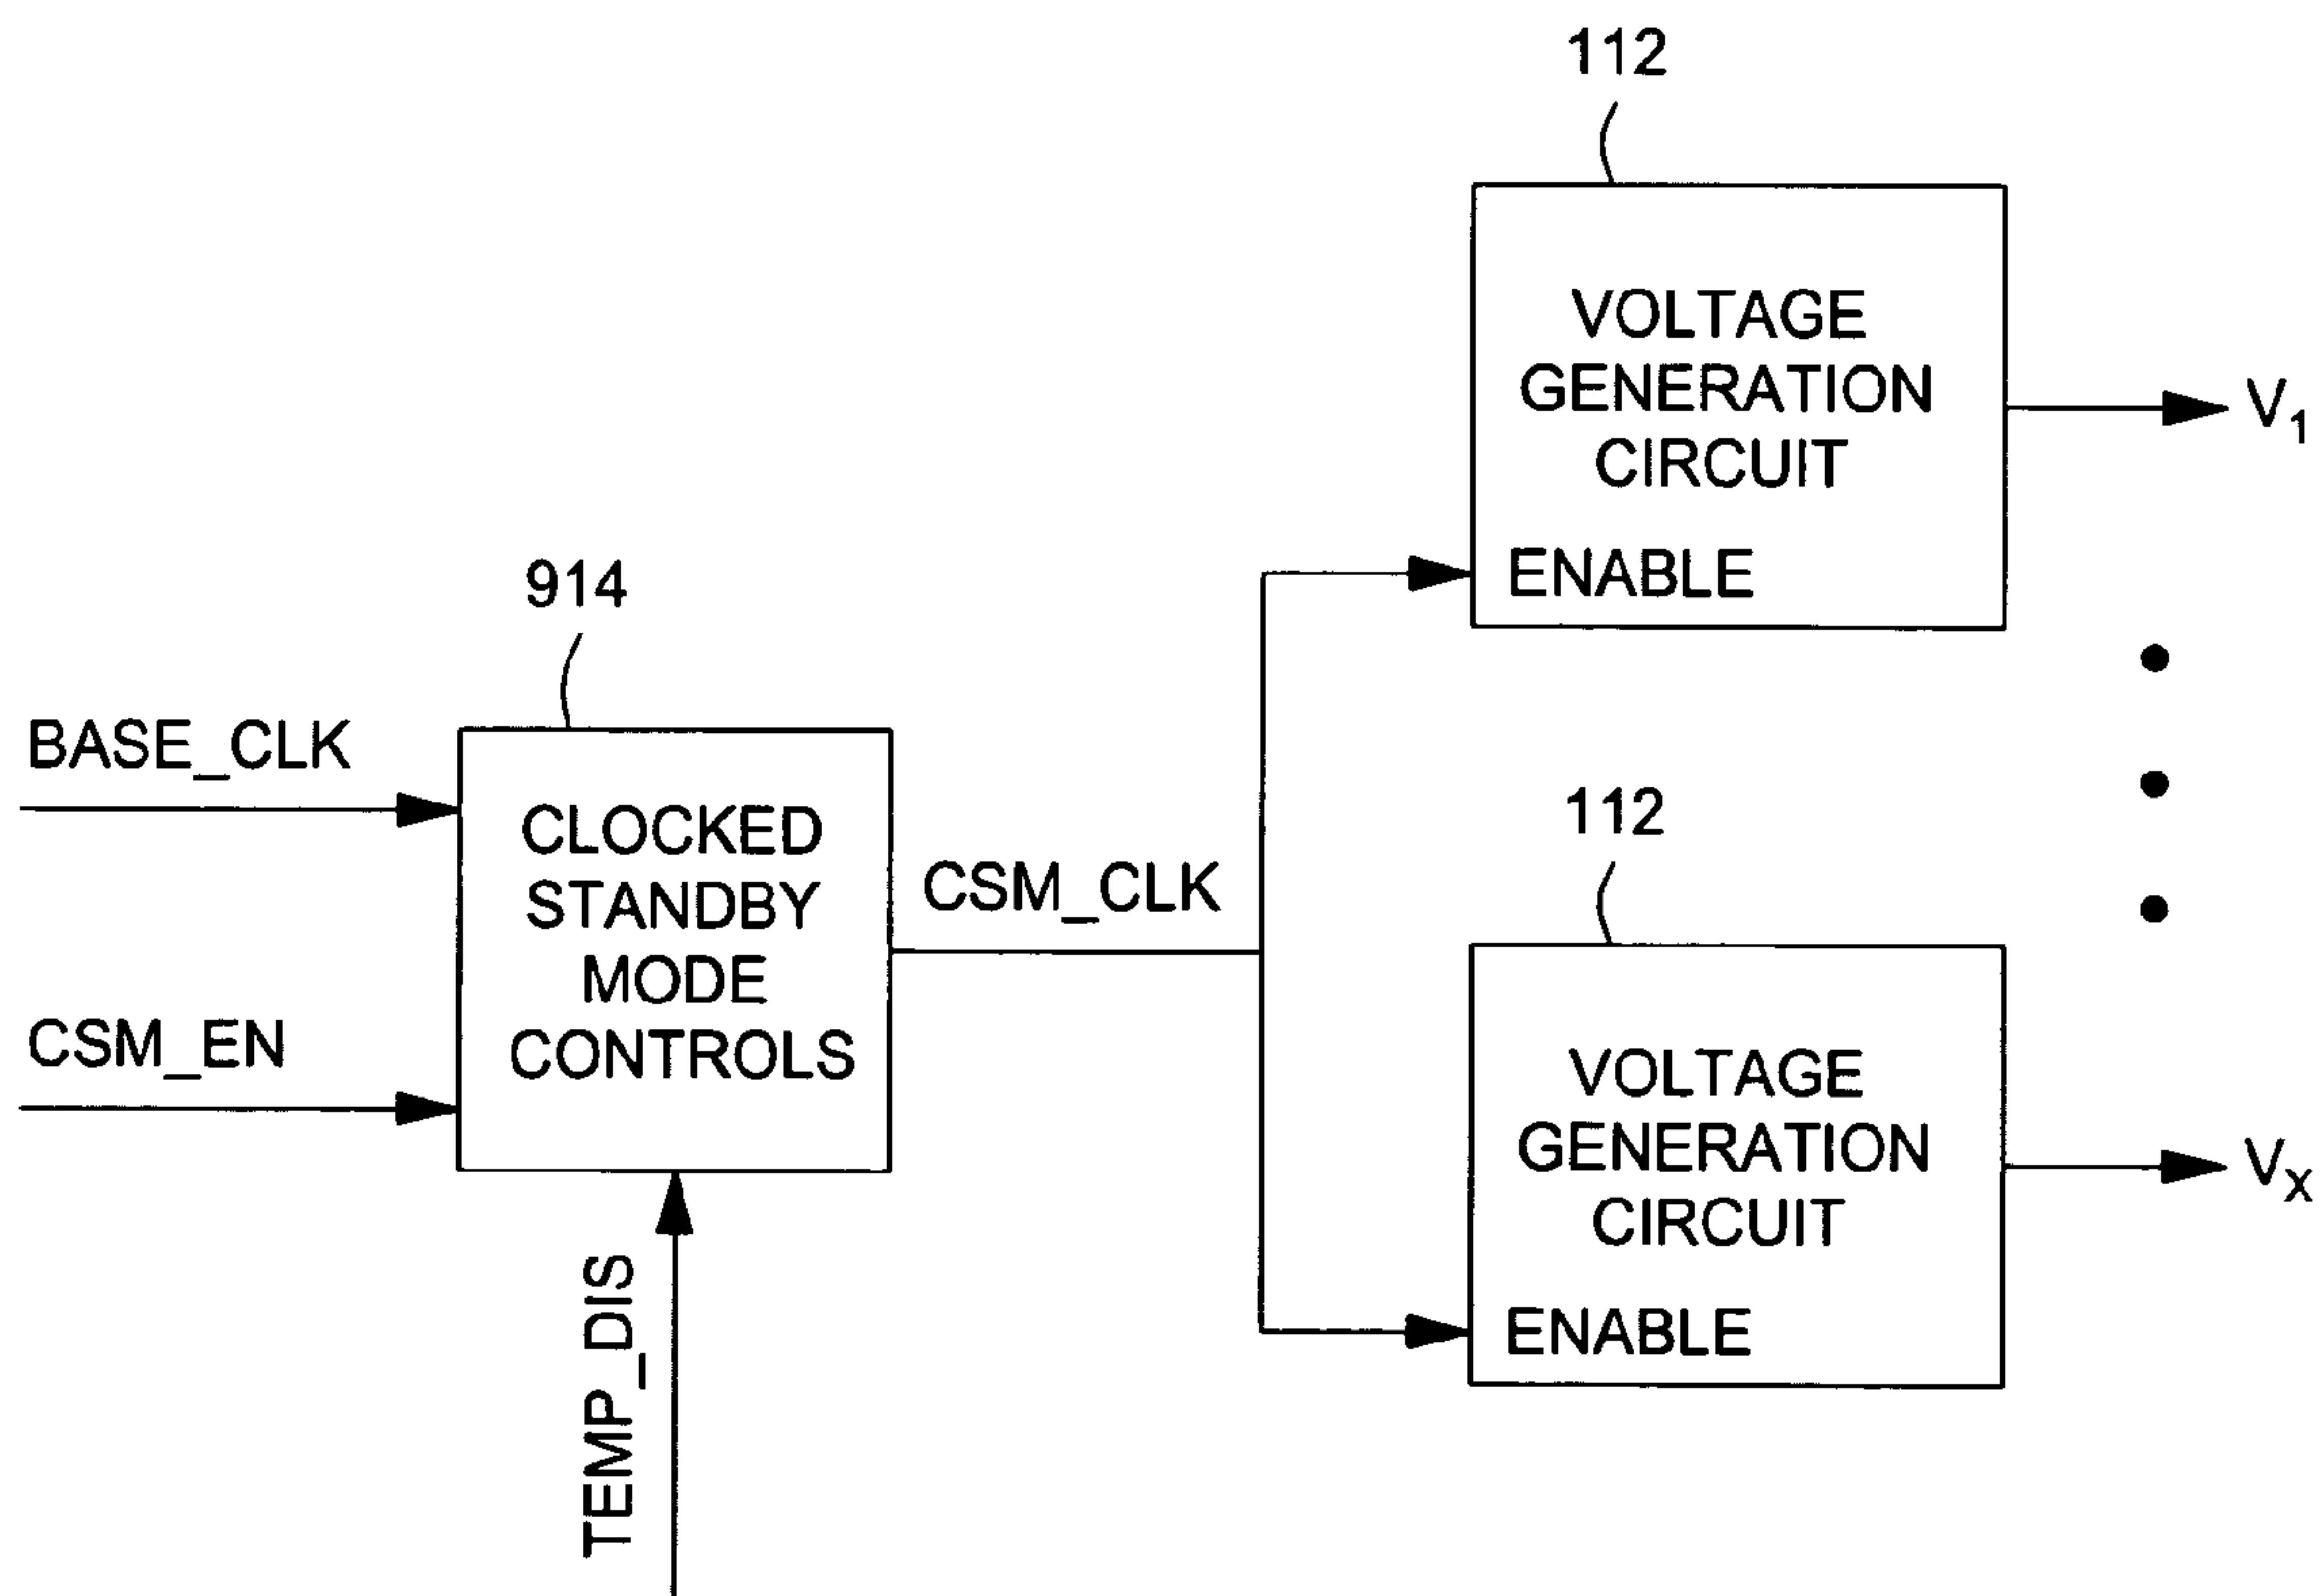 112
VOLTAGE
GENERATION
CIRCUIT
ENABLE
V1
914
BASE_CLK
CSM_EN
CLOCKED
STANDBY
MODE
CONTROLS
TEMP_DIS
CSM_CLK
112
VOLTAGE
GENERATION
CIRCUIT
ENABLE
VX